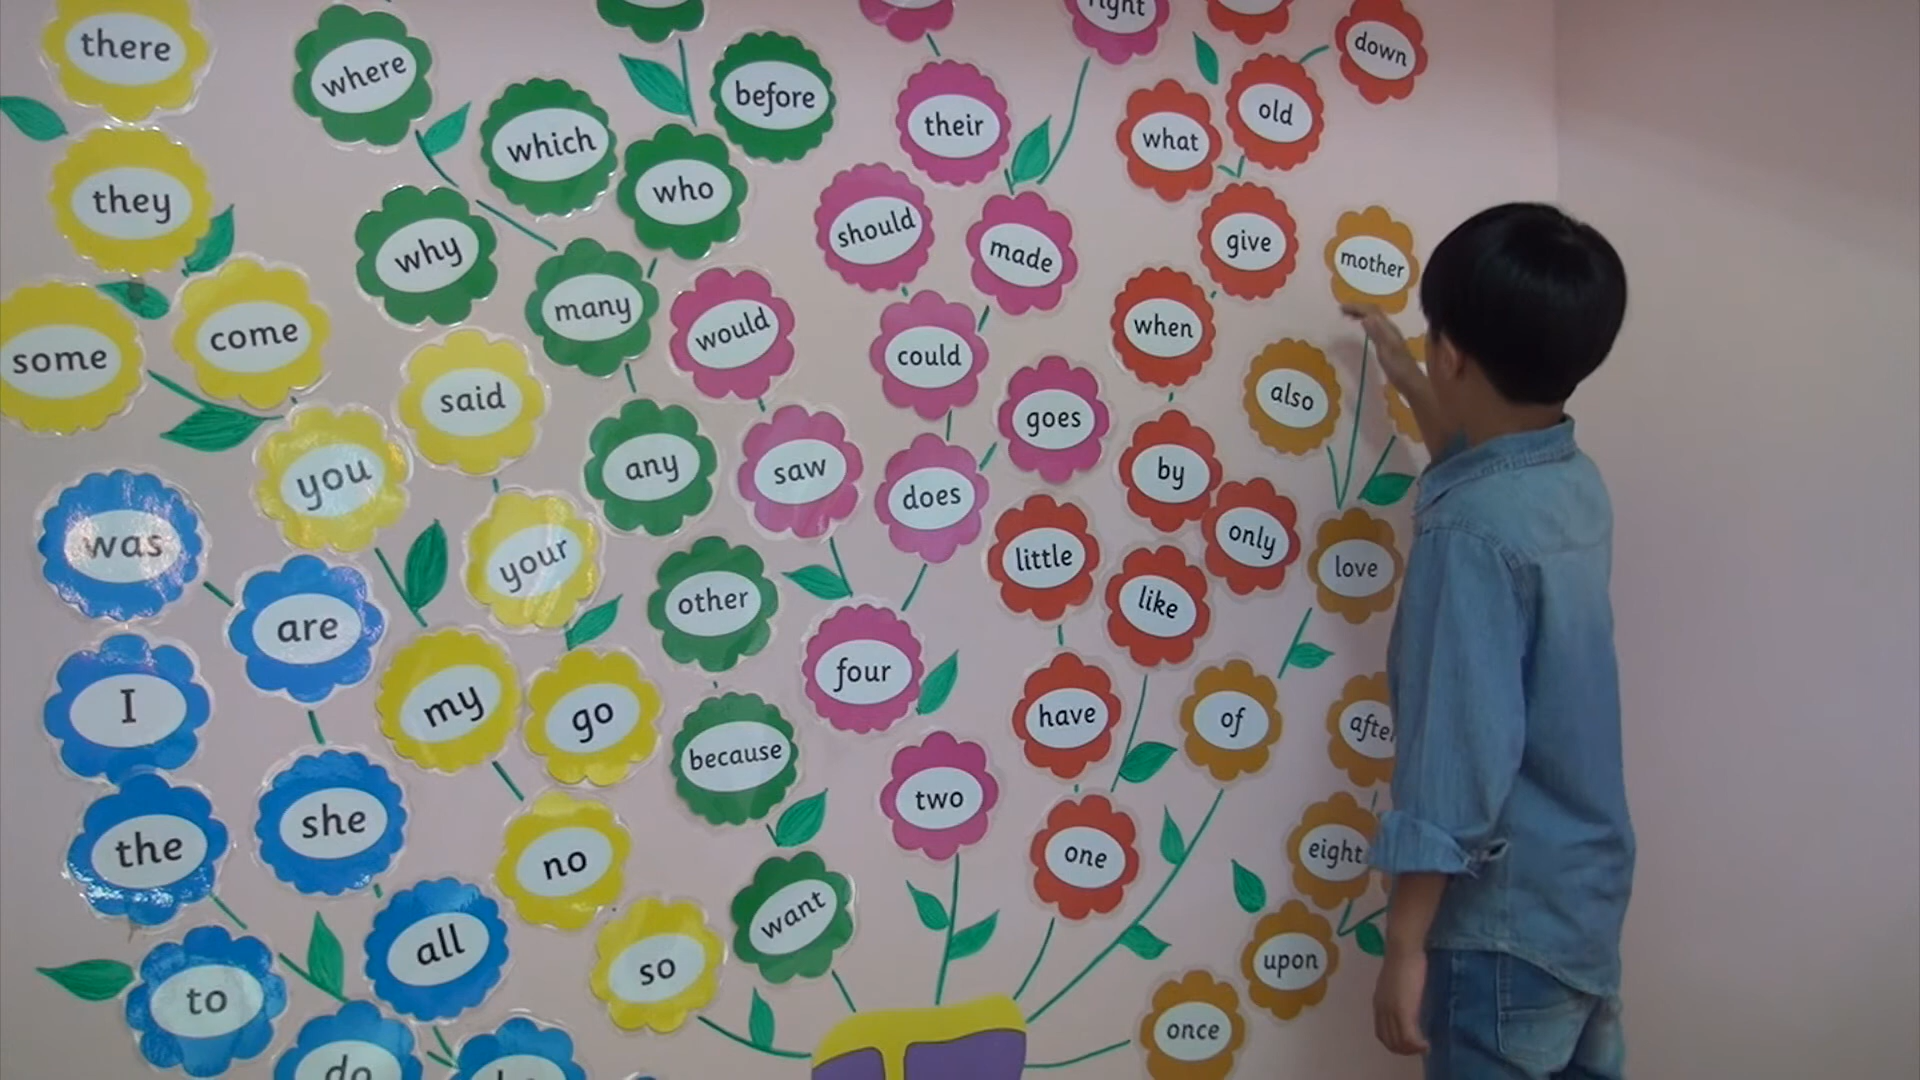 there
they
some
come
you
said
your
my
go
no
so
was
are
I
she
the
all
to
do
where
which
before
who
why
many
any
other
because
want
their
should
made
would
could
goes
saw
does
four
two
right
down
old
what
give
when
by
only
little
like
have
one
mother
also
love
of
eight
upon
once